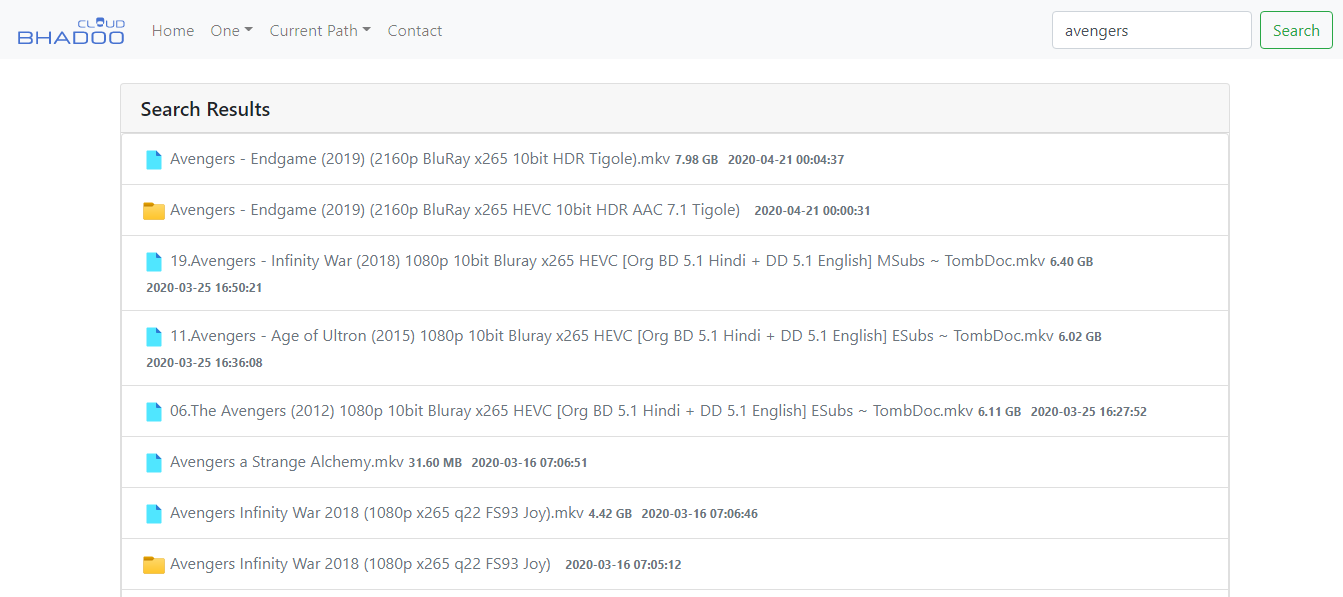 CLOUD
BHADOO
Home One Current Path Contact avengers Search
Search Results
Avengers - Endgame (2019) (2160p BluRay x265 10bit HDR Tigole).mkv 7.98 GB 2020-04-21 00:04:37
Avengers - Endgame (2019) (2160p BluRay x265 HEVC 10bit HDR AAC 7.1 Tigole) 2020-04-21 00:00:31
19.Avengers - Infinity War (2018) 1080p 10bit Bluray x265 HEVC [Org BD 5.1 Hindi + DD 5.1 English] MSubs ~ TombDoc.mkv 6.40 GB
2020-03-25 16:50:21
11.Avengers - Age of Ultron (2015) 1080p 10bit Bluray x265 HEVC [Org BD 5.1 Hindi + DD 5.1 English] ESubs ~ TombDoc.mkv 6.02 GB
2020-03-25 16:36:08
06.The Avengers (2012) 1080p 10bit Bluray x265 HEVC [Org BD 5.1 Hindi + DD 5.1 English] ESubs ~ TombDoc.mkv 6.11 GB 2020-03-25 16:27:52
Avengers a Strange Alchemy.mkv 31.60 MB 2020-03-16 07:06:51
Avengers Infinity War 2018 (1080p x265 q22 FS93 Joy).mkv 4.42 GB 2020-03-16 07:06:46
Avengers Infinity War 2018 (1080p x265 q22 FS93 Joy) 2020-03-16 07:05:12